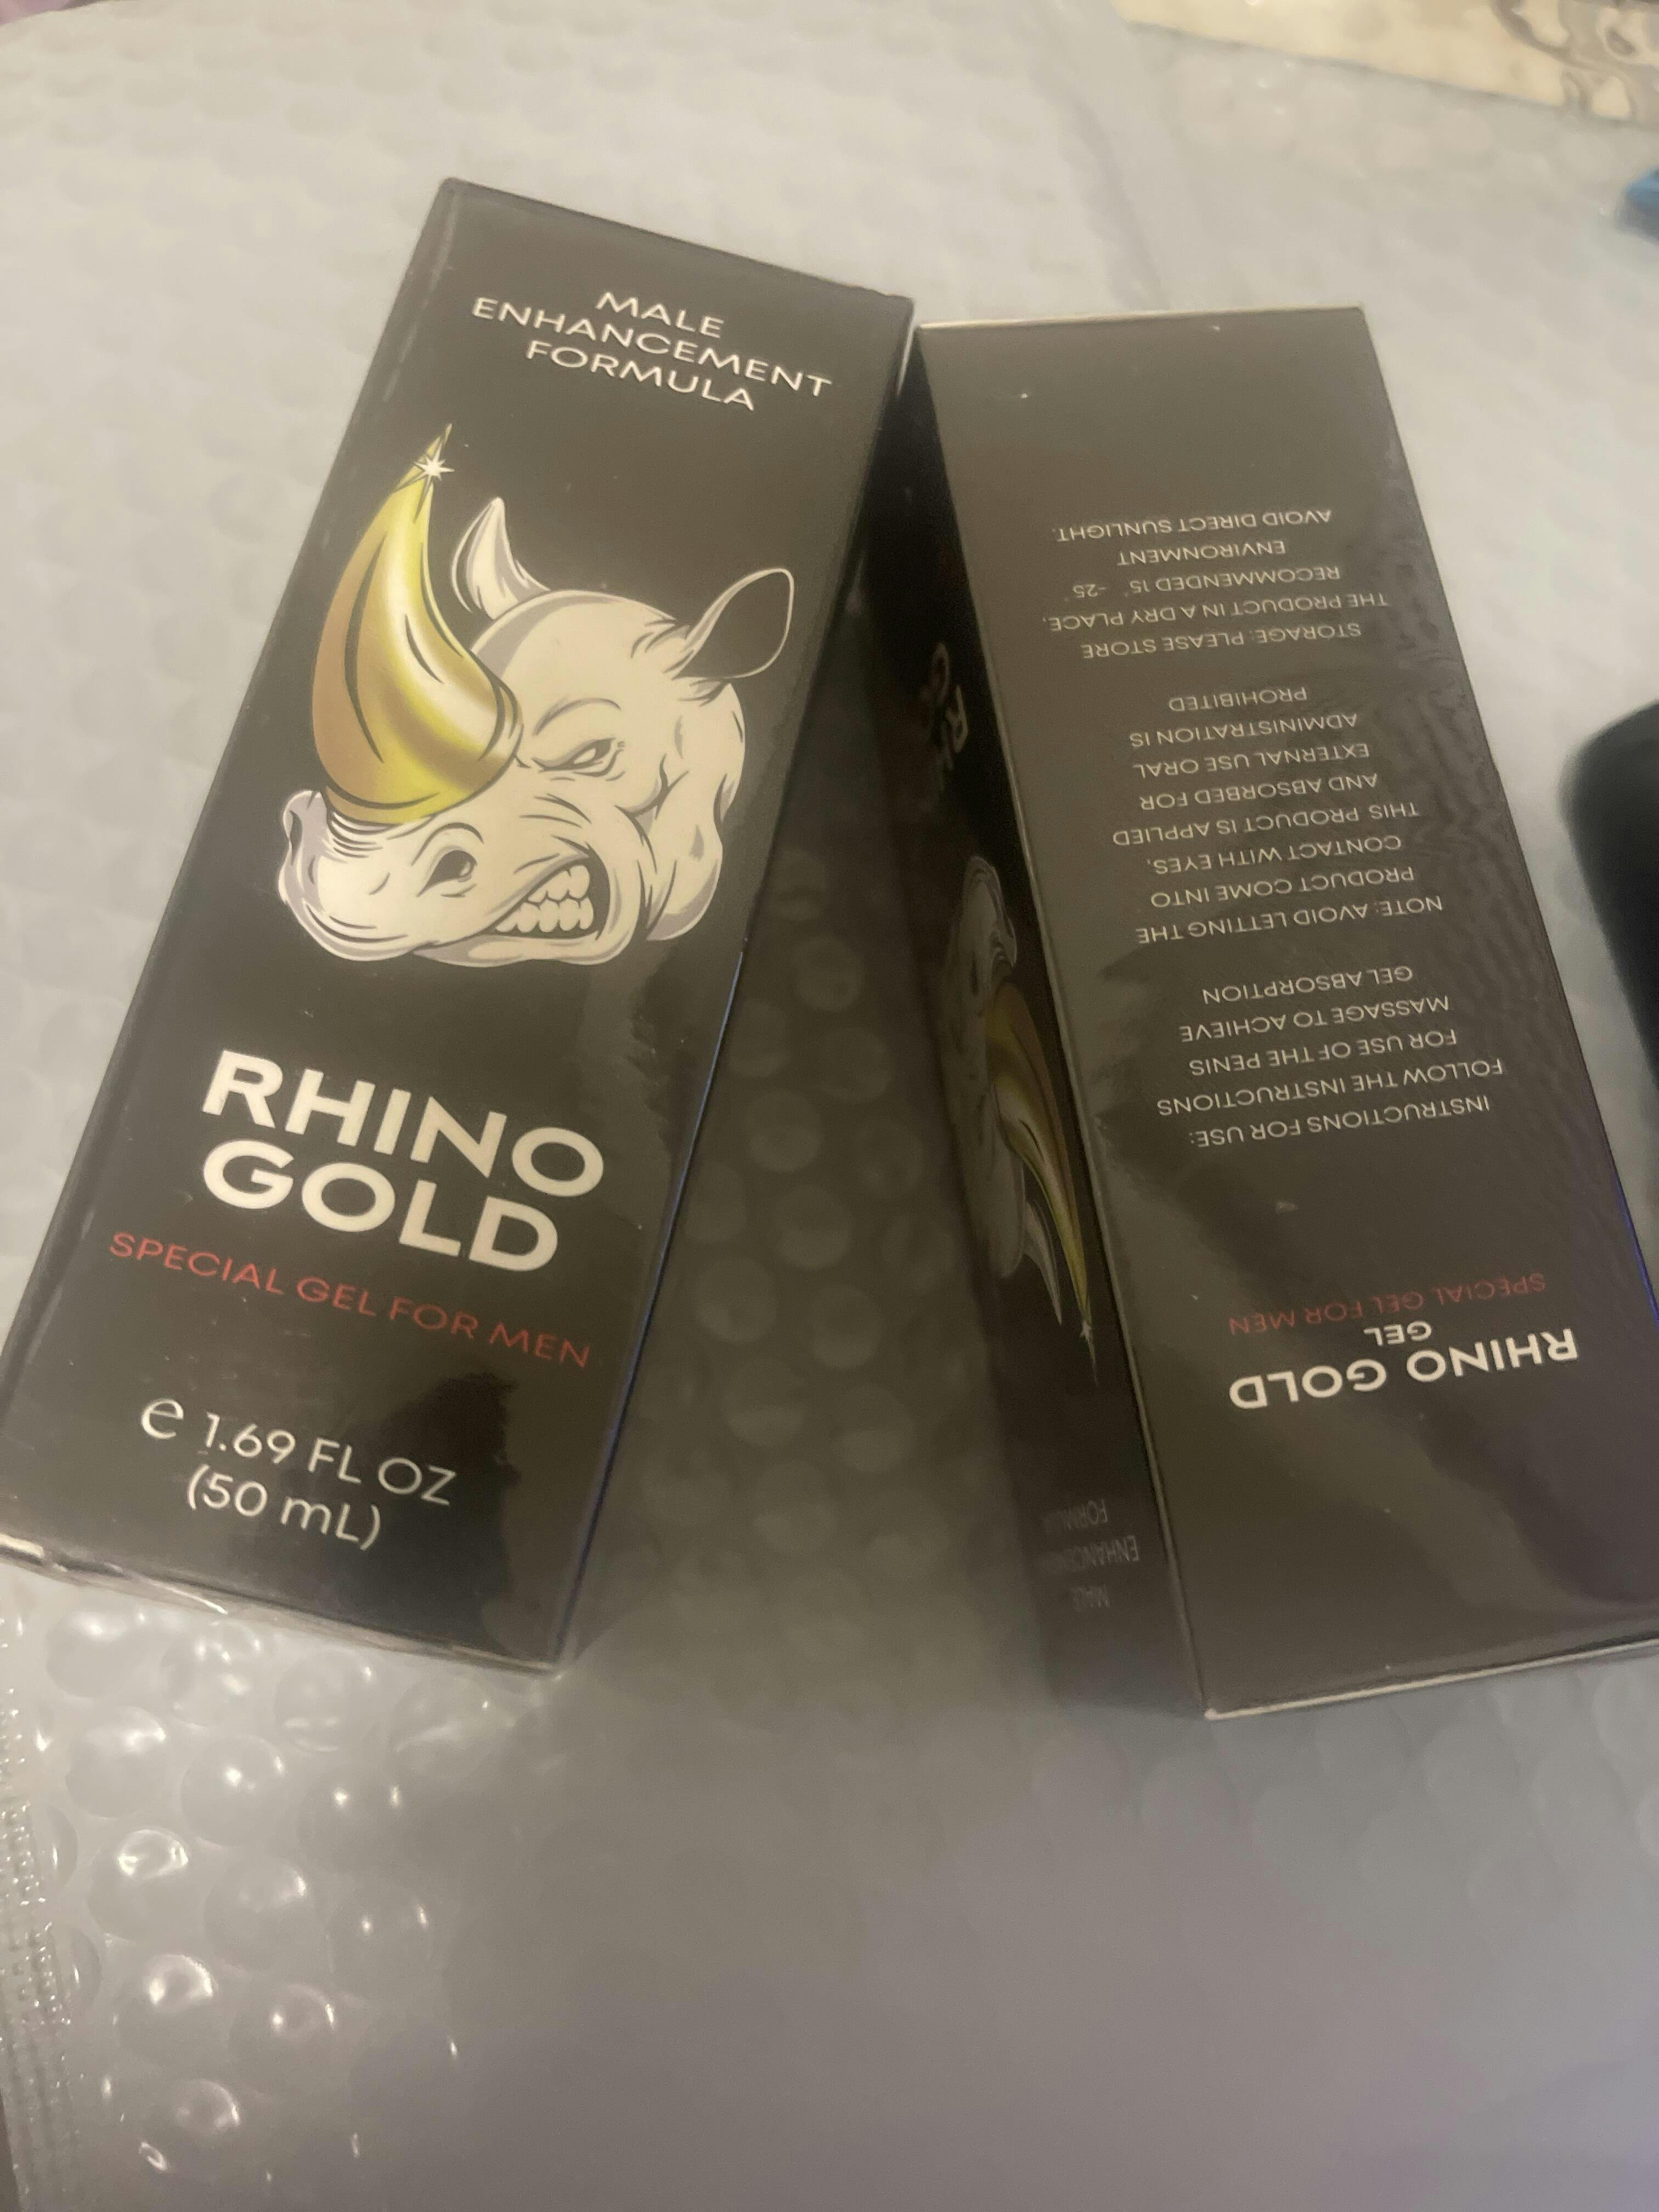 MALE
ENHANCEMENT
FORMULA
RHINO
GOLD
SPECIAL GEL FOR MEN
e 1.69 FL OZ
(50 mL)
RHINO GOLD
GEL
SPECIAL GEL FOR MEN
INSTRUCTIONS FOR USE:
FOLLOW THE INSTRUCTIONS
FOR USE OF THE PENIS
MASSAGE TO ACHIEVE
GEL ABSORPTION
NOTE: AVOID LETTING THE
PRODUCT COME INTO
CONTACT WITH EYES,
THIS PRODUCT IS APPLIED
AND ABSORBED FOR
EXTERNAL USE ORAL
ADMINISTRATION IS
PROHIBITED
STORAGE: PLEASE STORE
THE PRODUCT IN A DRY PLACE,
RECOMMENDED 15° -25°
ENVIRONMENT
AVOID DIRECT SUNLIGHT.
MALE